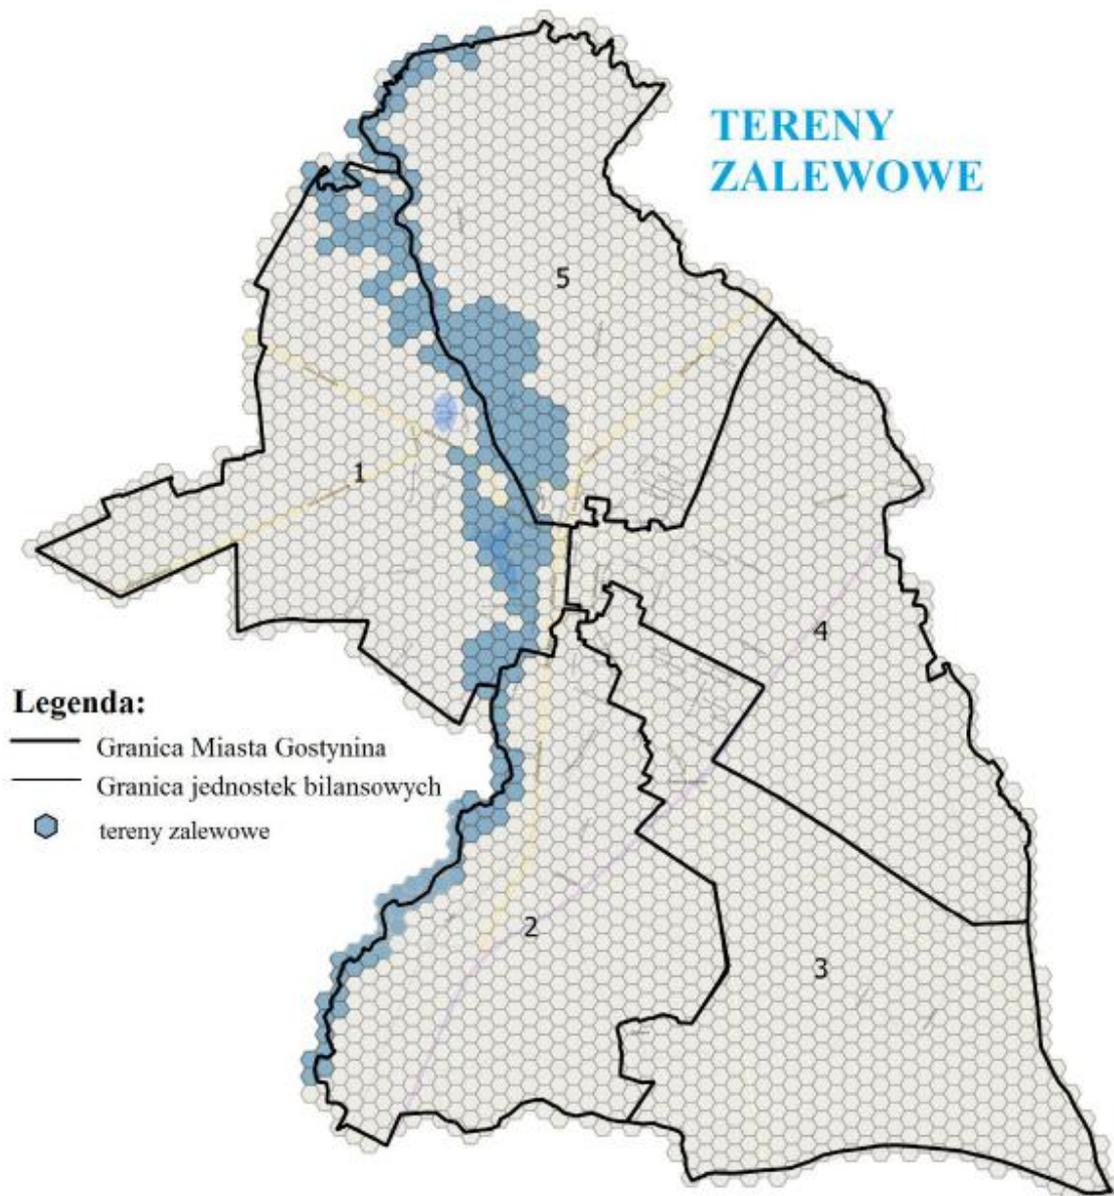 TERENY
ZALEWOWE
5
1
4
Legenda:
Granica Miasta Gostynina
Granica jednostek bilansowych
tereny zalewowe
2
3